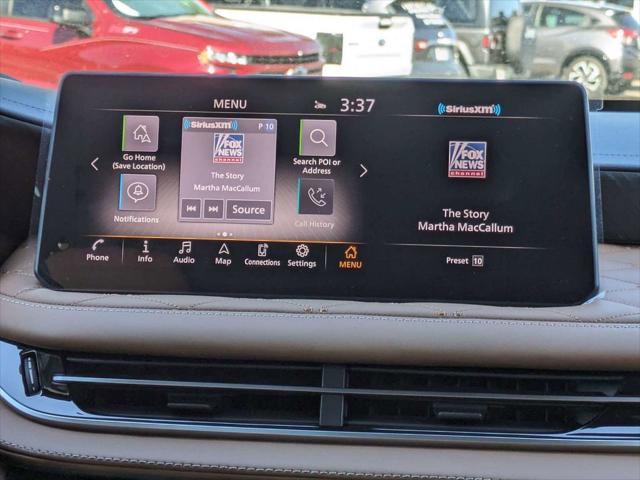 MENU
3:37
SiriusXM
SiriusXM P 10
FOX
NEWS
channel
The Story
Martha MacCallum
Source
Go Home
(Save Location)
Notifications
Search POI or
Address
Call History
FOX
NEWS
channel
The Story
Martha MacCallum
Preset 10
Phone
Info
Audio
Map
Connections
Settings
MENU